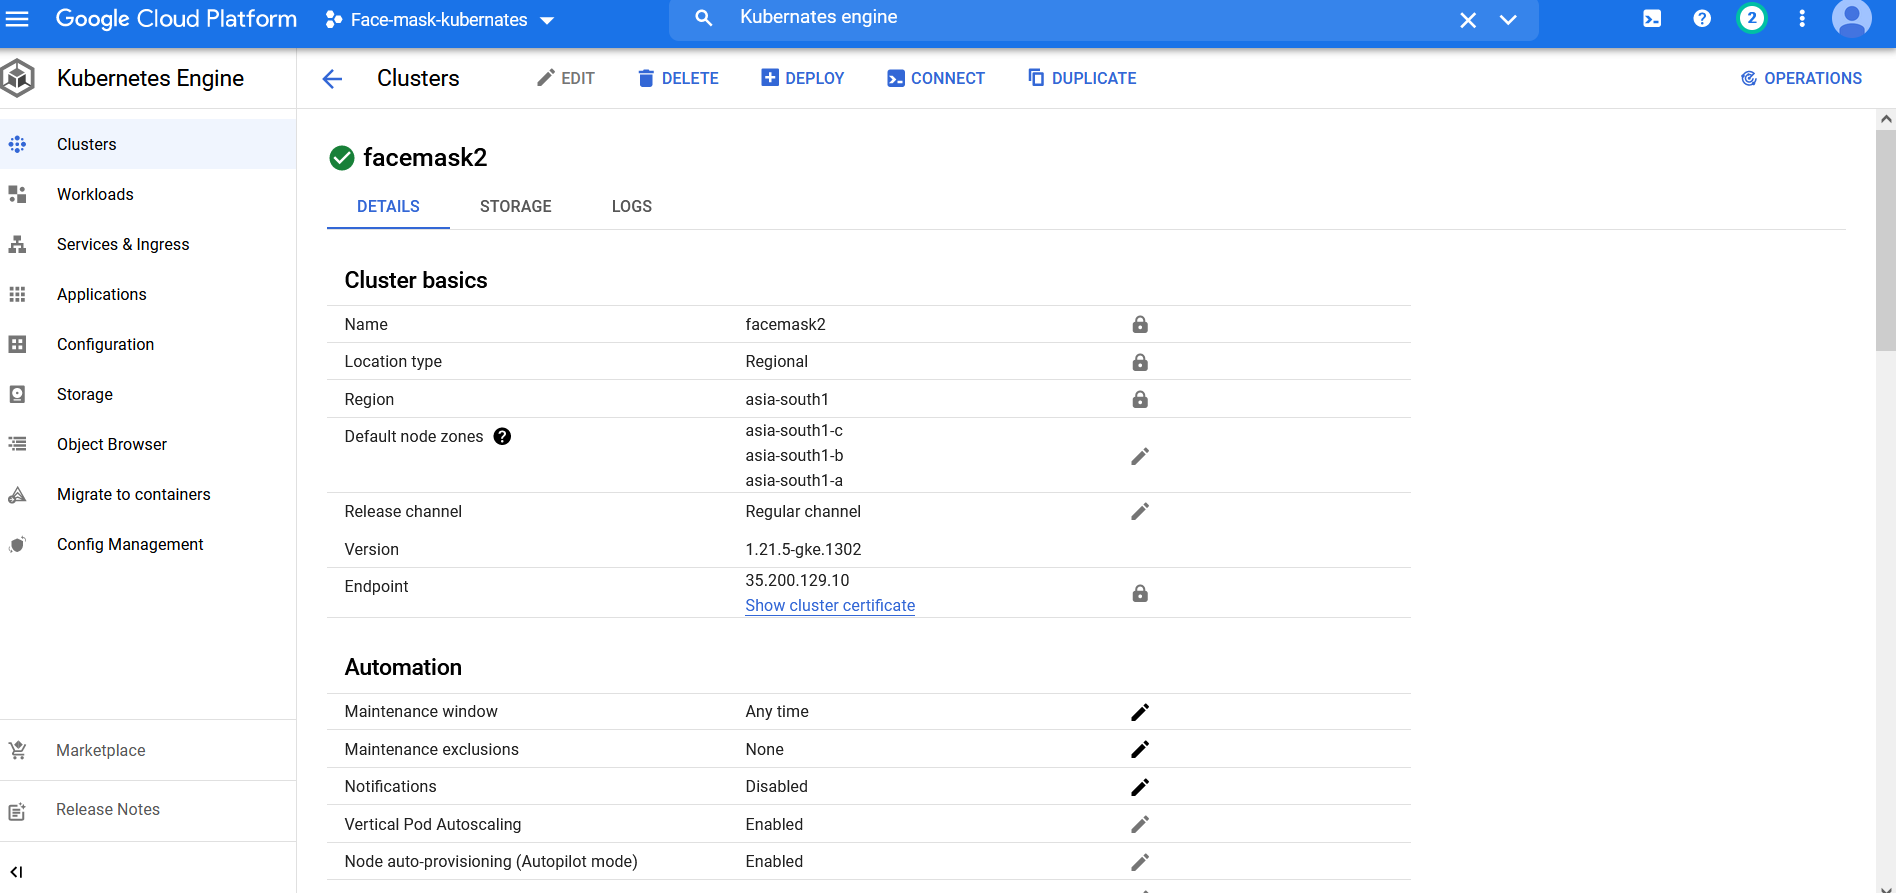 Google Cloud Platform
Face-mask-kubernates
Kubernetes engine
2
Kubernetes Engine
Clusters
EDIT
DELETE
DEPLOY
CONNECT
DUPLICATE
OPERATIONS
Clusters
Workloads
Services & Ingress
Applications
Configuration
Storage
Object Browser
Migrate to containers
Config Management
Marketplace
Release Notes
facemask2
DETAILS STORAGE LOGS
Cluster basics
Name facemask2
Location type Regional
Region asia-south1
Default node zones asia-south1-c
asia-south1-b
asia-south1-a
Release channel Regular channel
Version 1.21.5-gke.1302
Endpoint 35.200.129.10
Show cluster certificate
Automation
Maintenance window Any time
Maintenance exclusions None
Notifications Disabled
Vertical Pod Autoscaling Enabled
Node auto-provisioning (Autopilot mode) Enabled